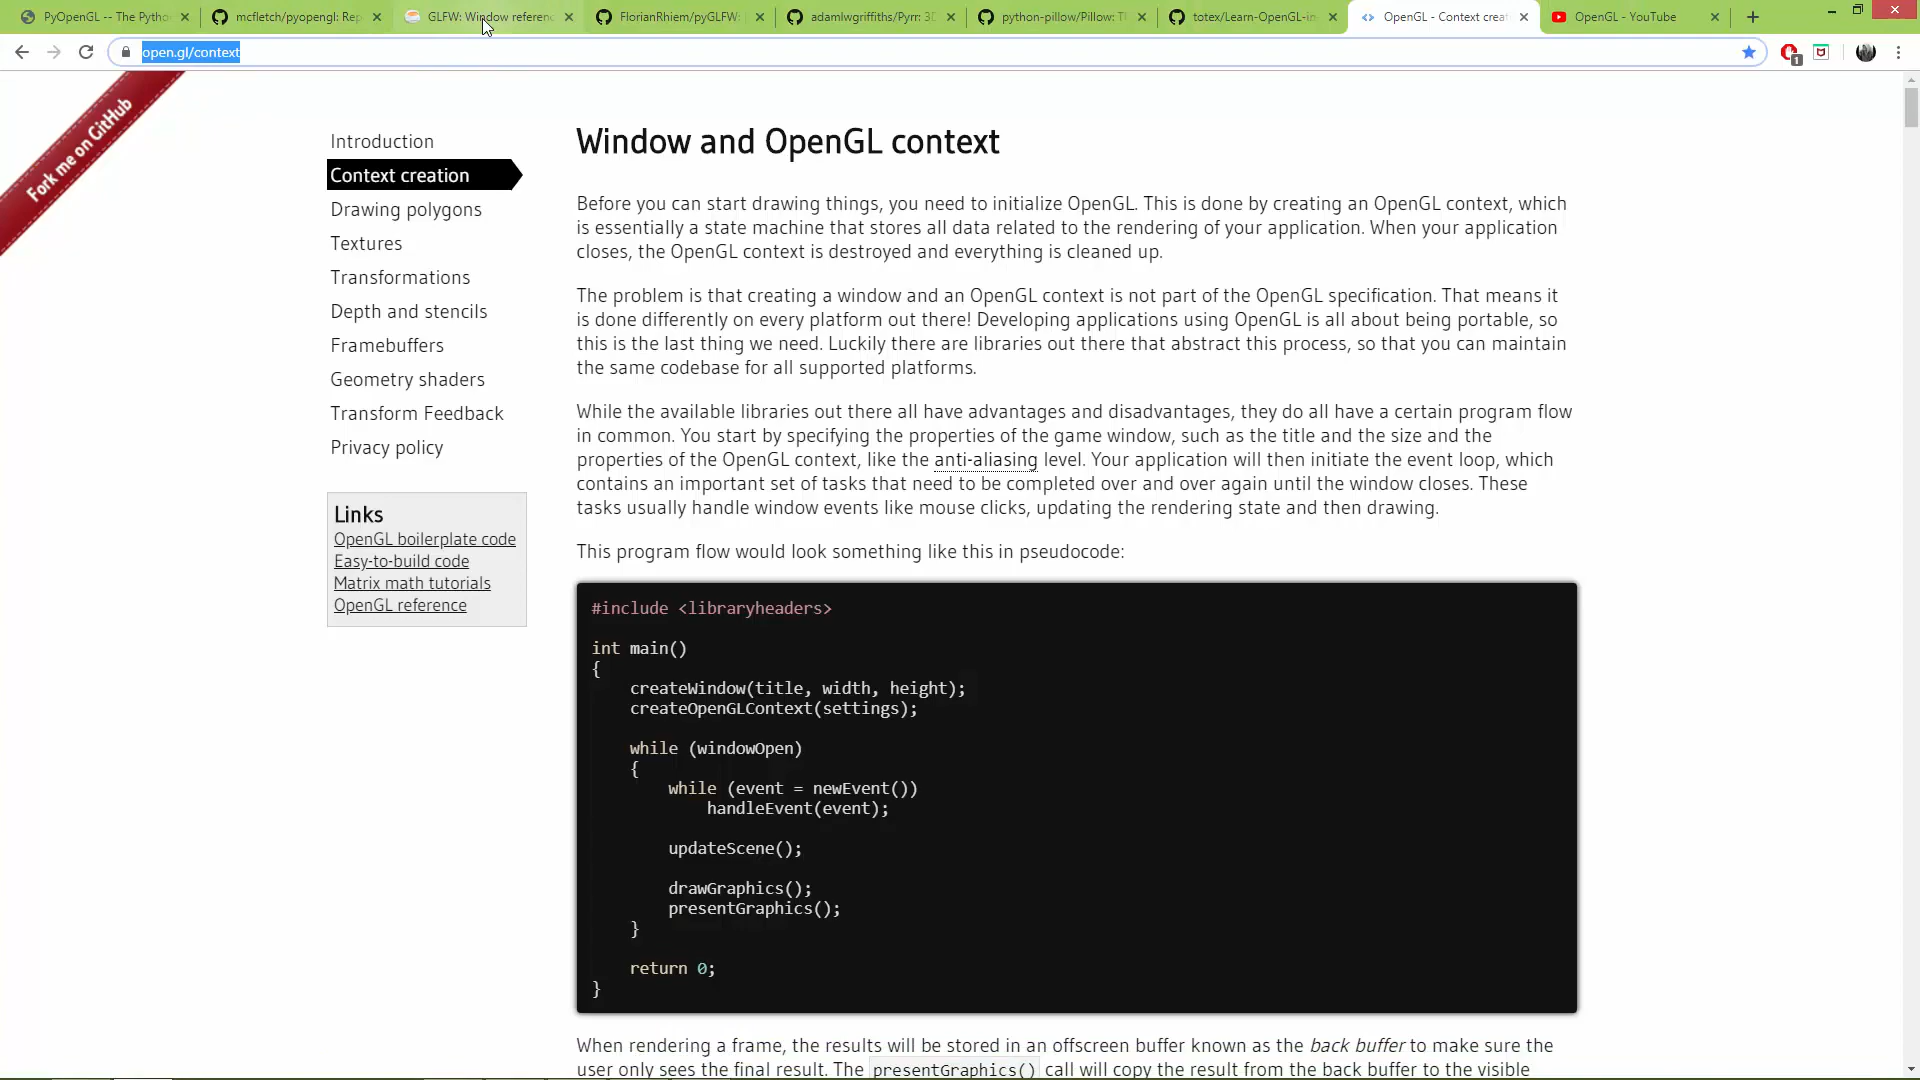 PyOpenGL -- The Python
mcfletch/pyopengl: Rep
GLFW: Window referenc
FlorianRhiem/pyGLFW:
adamlwgriffiths/Pyrr: 3D
python-pillow/Pillow: Th
totex/Learn-OpenGL-in
OpenGL - Context creat
OpenGL - YouTube
open.gl/context
1
Fork me on GitHub
Introduction
Context creation
Drawing polygons
Textures
Transformations
Depth and stencils
Framebuffers
Geometry shaders
Transform Feedback
Privacy policy
Links
OpenGL boilerplate code
Easy-to-build code
Matrix math tutorials
OpenGL reference
Window and OpenGL context
Before you can start drawing things, you need to initialize OpenGL. This is done by creating an OpenGL context, which
is essentially a state machine that stores all data related to the rendering of your application. When your application
closes, the OpenGL context is destroyed and everything is cleaned up.
The problem is that creating a window and an OpenGL context is not part of the OpenGL specification. That means it
is done differently on every platform out there! Developing applications using OpenGL is all about being portable, so
this is the last thing we need. Luckily there are libraries out there that abstract this process, so that you can maintain
the same codebase for all supported platforms.
While the available libraries out there all have advantages and disadvantages, they do all have a certain program flow
in common. You start by specifying the properties of the game window, such as the title and the size and the
properties of the OpenGL context, like the anti-aliasing level. Your application will then initiate the event loop, which
contains an important set of tasks that need to be completed over and over again until the window closes. These
tasks usually handle window events like mouse clicks, updating the rendering state and then drawing.
This program flow would look something like this in pseudocode:
#include <libraryheaders>
int main()
{
createWindow(title, width, height);
createOpenGLContext(settings);
while (windowOpen)
{
while (event = newEvent())
handleEvent(event);
updateScene();
drawGraphics();
presentGraphics();
}
return 0;
}
When rendering a frame, the results will be stored in an offscreen buffer known as the back buffer to make sure the
user only sees the final result. The presentGraphics() call will copy the result from the back buffer to the visible